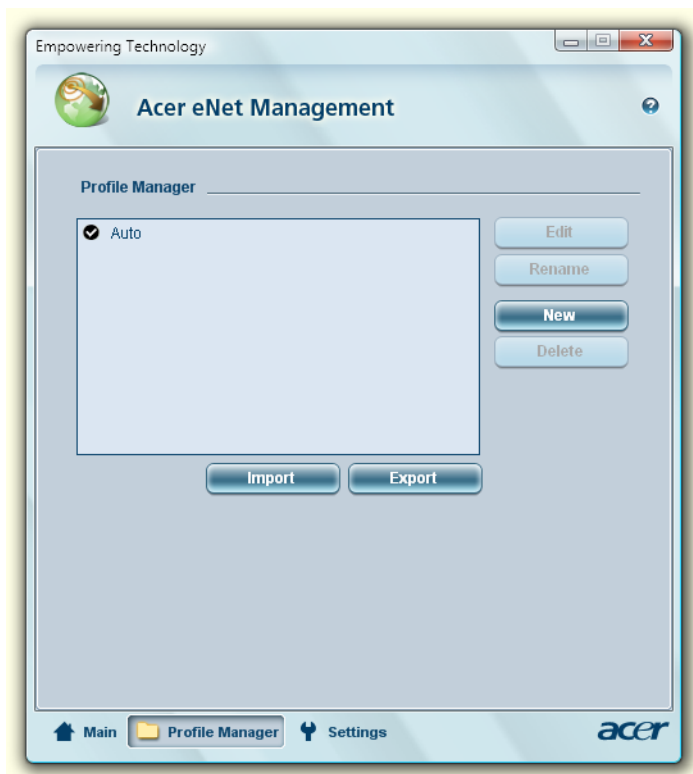 Empowering Technology
Acer eNet Management
Profile Manager
Auto
Edit
Rename
New
Delete
Import Export
Main Profile Manager Settings acer